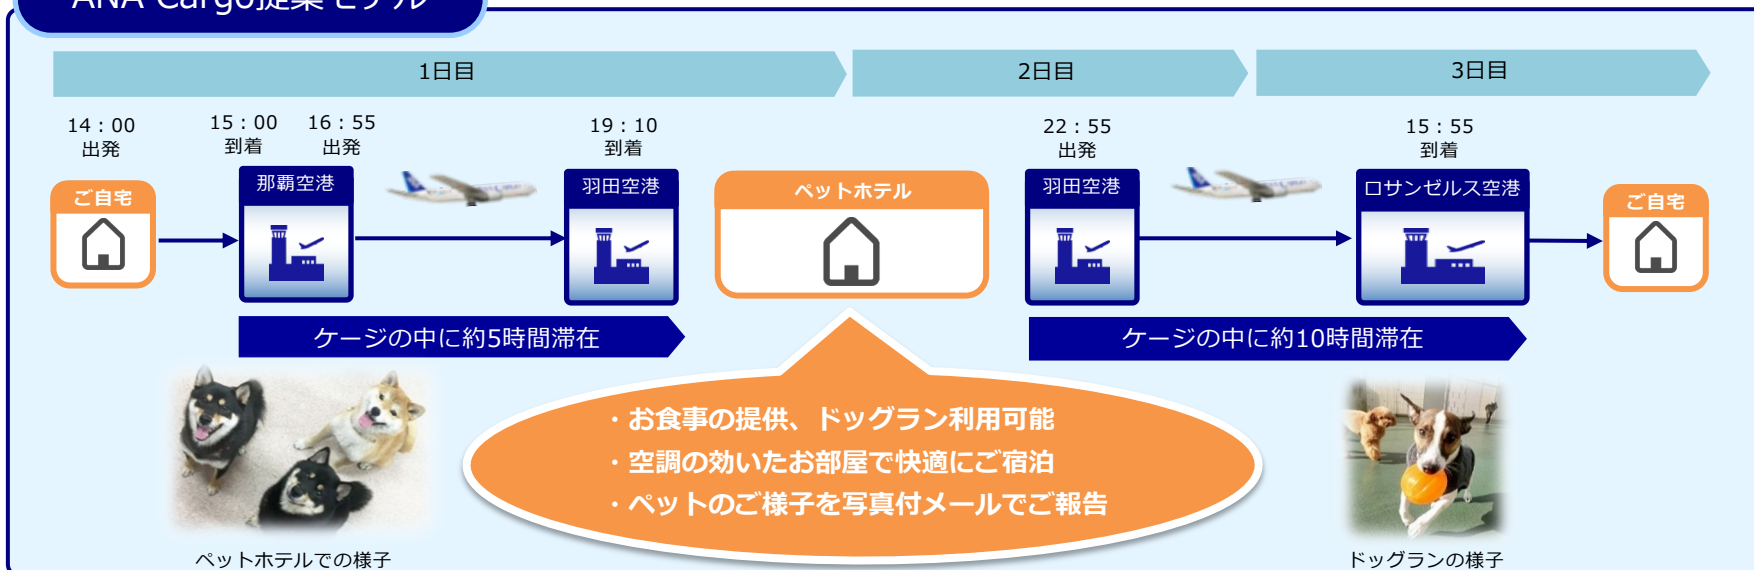 ANA Cargo提案モデル
1日目
2日目
3日目
14：00
出発
15：00
到着
16：55
出発
19：10
到着
22：55
出発
15：55
到着
ご自宅
那覇空港
羽田空港
ペットホテル
羽田空港
ロサンゼルス空港
ご自宅
ケージの中に約5時間滞在
ケージの中に約10時間滞在
・お食事の提供、ドッグラン利用可能
・空調の効いたお部屋で快適にご宿泊
・ペットのご様子を写真付メールでご報告
ペットホテルでの様子
ドッグランの様子